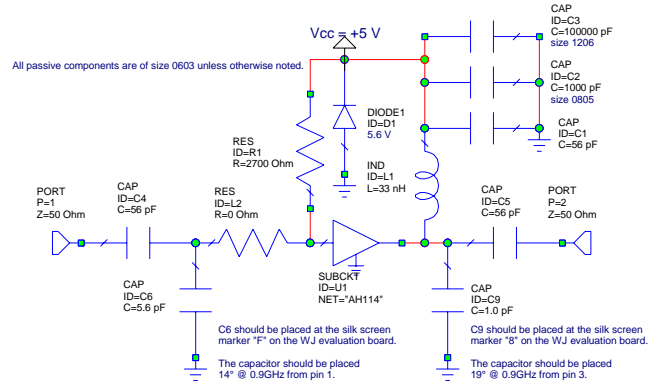 Vcc = +5 V
CAP
ID=C3
C=100000 pF
size 1206
All passive components are of size 0603 unless otherwise noted.
CAP
ID=C2
C=1000 pF
size 0805
DIODE1
ID=D1
5.6 V
RES
ID=R1
R=2700 Ohm
CAP
ID=C1
C=56 pF
IND
ID=L1
L=33 nH
PORT
P=1
Z=50 Ohm
CAP
ID=C4
C=56 pF
RES
ID=L2
R=0 Ohm
CAP
ID=C5
C=56 pF
PORT
P=2
Z=50 Ohm
SUBCKT
ID=U1
NET="AH114"
CAP
ID=C6
C=5.6 pF
CAP
ID=C9
C=1.0 pF
C6 should be placed at the silk screen
marker "F" on the WJ evaluation board.
The capacitor should be placed
14° @ 0.9GHz from pin 1.
C9 should be placed at the silk screen
marker "8" on the WJ evaluation board.
The capacitor should be placed
19° @ 0.9GHz from pin 3.